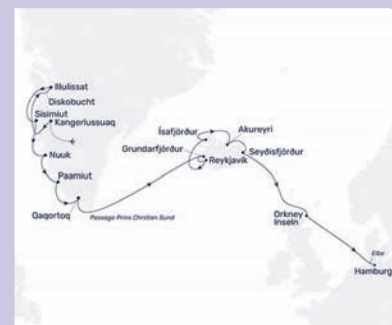 Illulissat
Diskobucht
Sisimiut
Kangerlussuaq
Nuuk
Paamiut
Qaqortoq
Passage Prins Christian Sund
Ísafjörður
Grundarfjörður
Reykjavík
Akureyri
Seyðisfjörður
Orkney
Inseln
Elbe
Hamburg